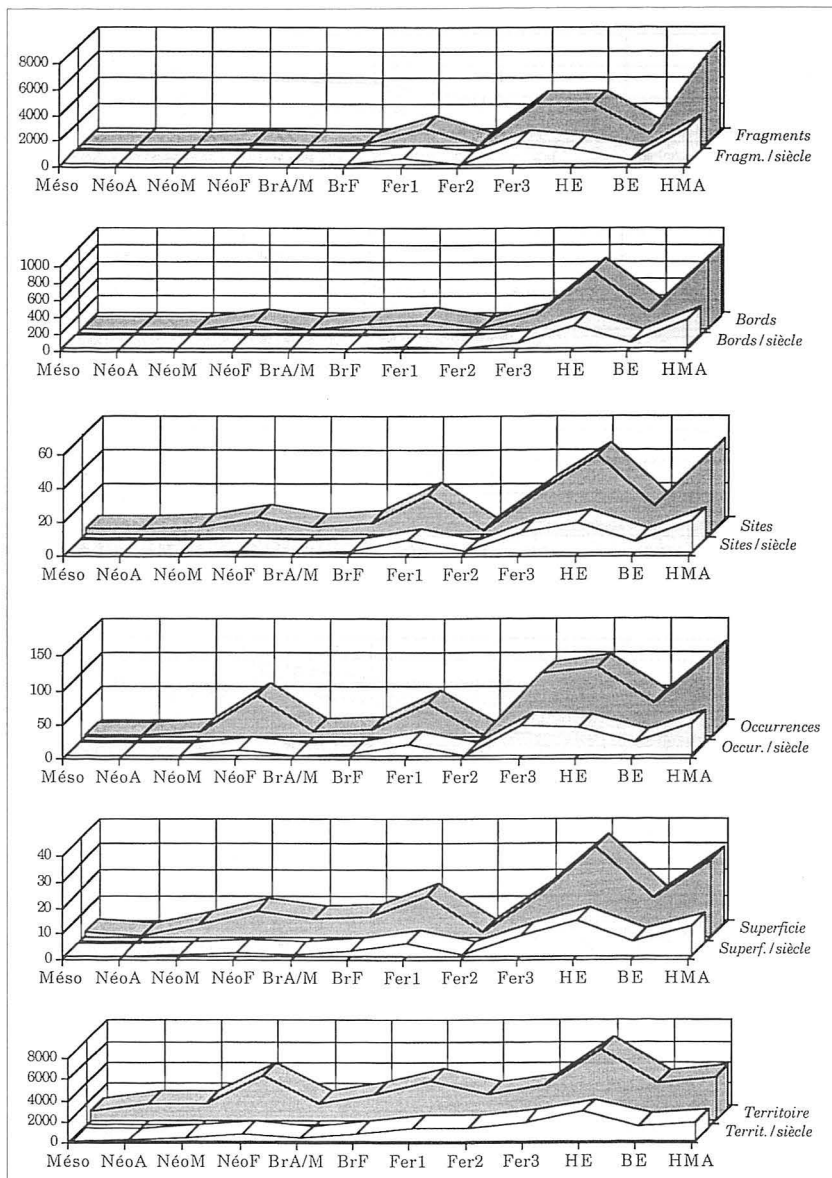 8000
6000
4000
2000
0
Méso NéoA NéoM NéoF BrA/M BrF Fer1 Fer2 Fer3 HE BE HMA
Fragments
Fragm./siècle
1000
800
600
400
200
0
Méso NéoA NéoM NéoF BrA/M BrF Fer1 Fer2 Fer3 HE BE HMA
Bords
Bords/siècle
60
40
20
0
Méso NéoA NéoM NéoF BrA/M BrF Fer1 Fer2 Fer3 HE BE HMA
Sites
Sites/siècle
150
100
50
0
Méso NéoA NéoM NéoF BrA/M BrF Fer1 Fer2 Fer3 HE BE HMA
Occurrences
Occur./siècle
40
30
20
10
0
Méso NéoA NéoM NéoF BrA/M BrF Fer1 Fer2 Fer3 HE BE HMA
Superficie
Superf./siècle
8000
6000
4000
2000
0
Méso NéoA NéoM NéoF BrA/M BrF Fer1 Fer2 Fer3 HE BE HMA
Territoire
Territ./siècle